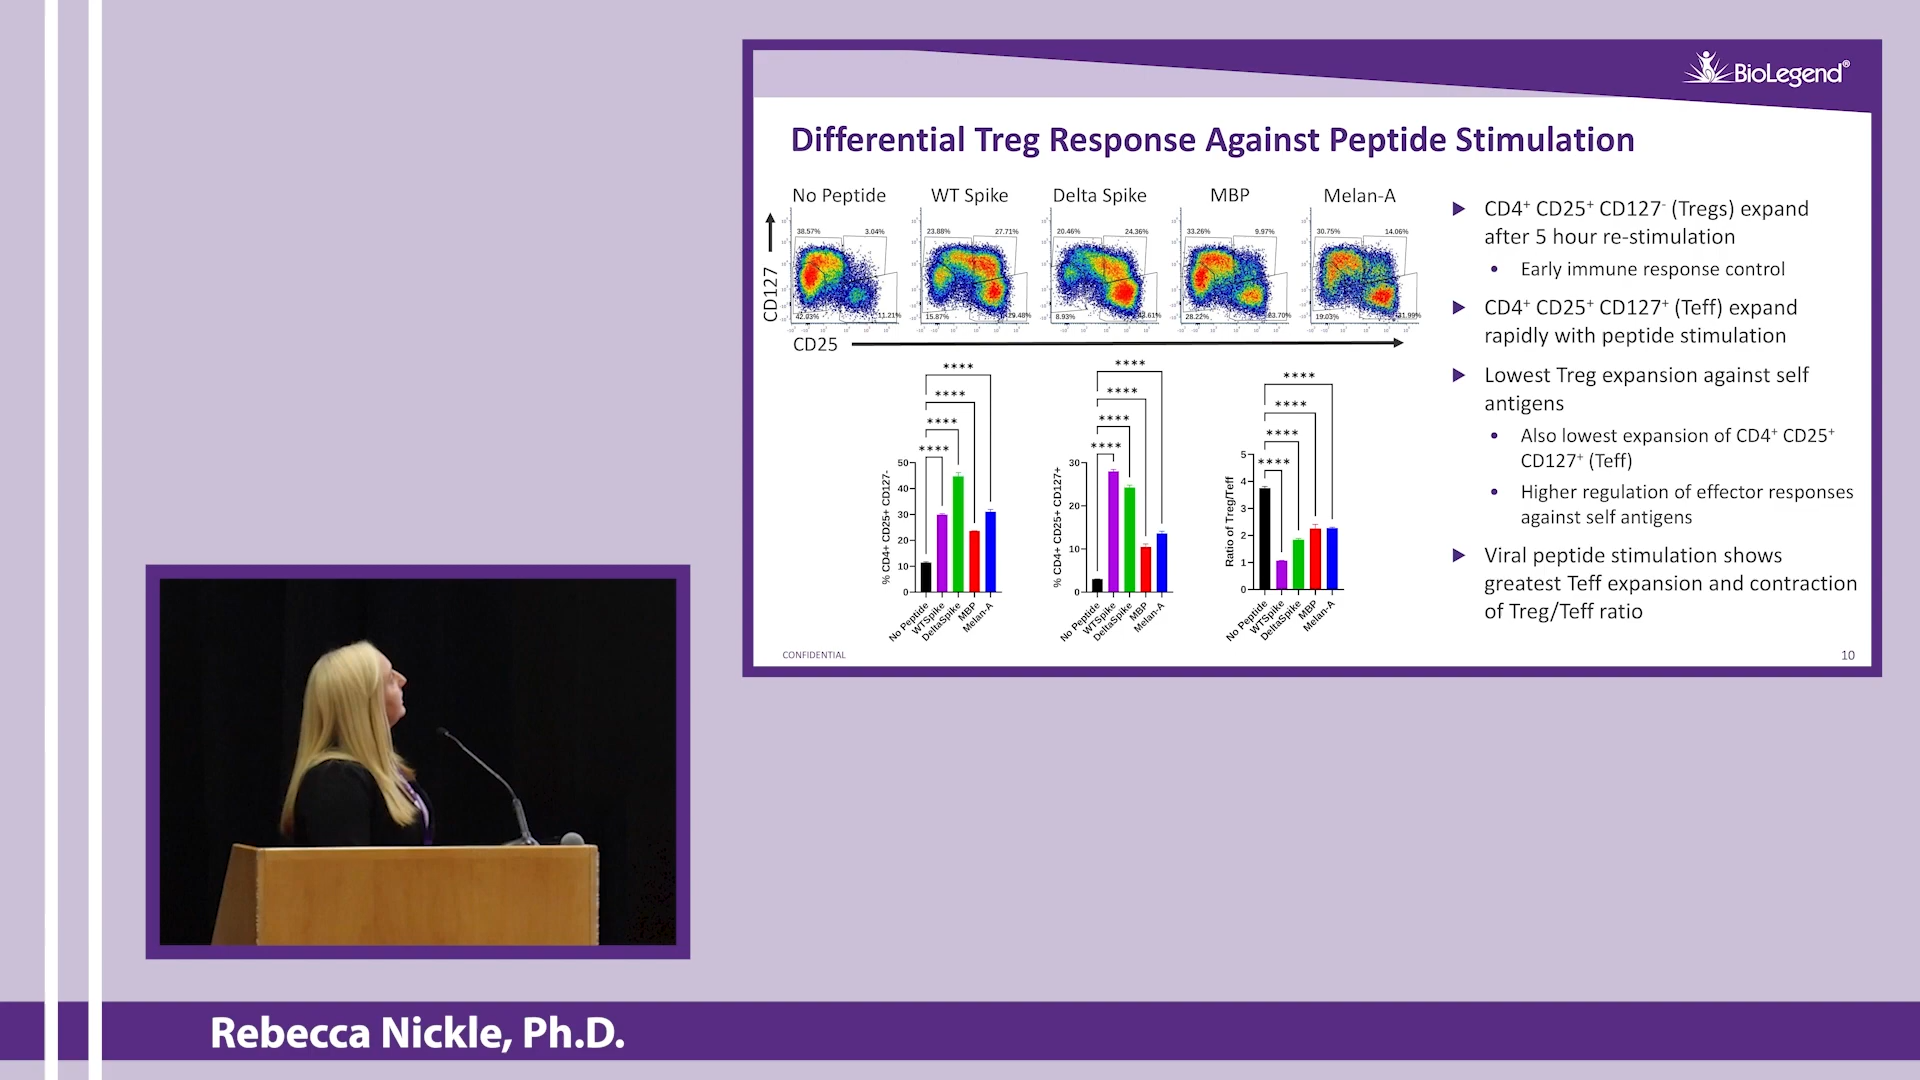 BioLegend®
Differential Treg Response Against Peptide Stimulation
No Peptide
WT Spike
Delta Spike
MBP
Melan-A
38.57%
3.04%
23.88%
27.71%
20.46%
24.36%
33.26%
9.97%
30.75%
14.06%
42.03%
11.21%
15.87%
29.48%
8.93%
28.22%
19.03%
31.99%
CD127
CD25
****
****
****
****
50
40
30
20
10
0
% CD4+ CD25+ CD127-
No Peptide
WTSpike
DeltaSpike
MBP
Melan-A
****
****
****
****
30
20
10
0
% CD4+ CD25+ CD127+
No Peptide
WTSpike
DeltaSpike
MBP
Melan-A
****
****
****
****
5
4
3
2
1
0
Ratio of Treg/Teff
No Peptide
WTSpike
DeltaSpike
MBP
Melan-A
CD4⁺ CD25⁺ CD127⁻ (Tregs) expand
after 5 hour re-stimulation
• Early immune response control
CD4⁺ CD25⁺ CD127⁺ (Teff) expand
rapidly with peptide stimulation
Lowest Treg expansion against self
antigens
• Also lowest expansion of CD4⁺ CD25⁺
CD127⁺ (Teff)
• Higher regulation of effector responses
against self antigens
Viral peptide stimulation shows
greatest Teff expansion and contraction
of Treg/Teff ratio
CONFIDENTIAL
10
Rebecca Nickle, Ph.D.